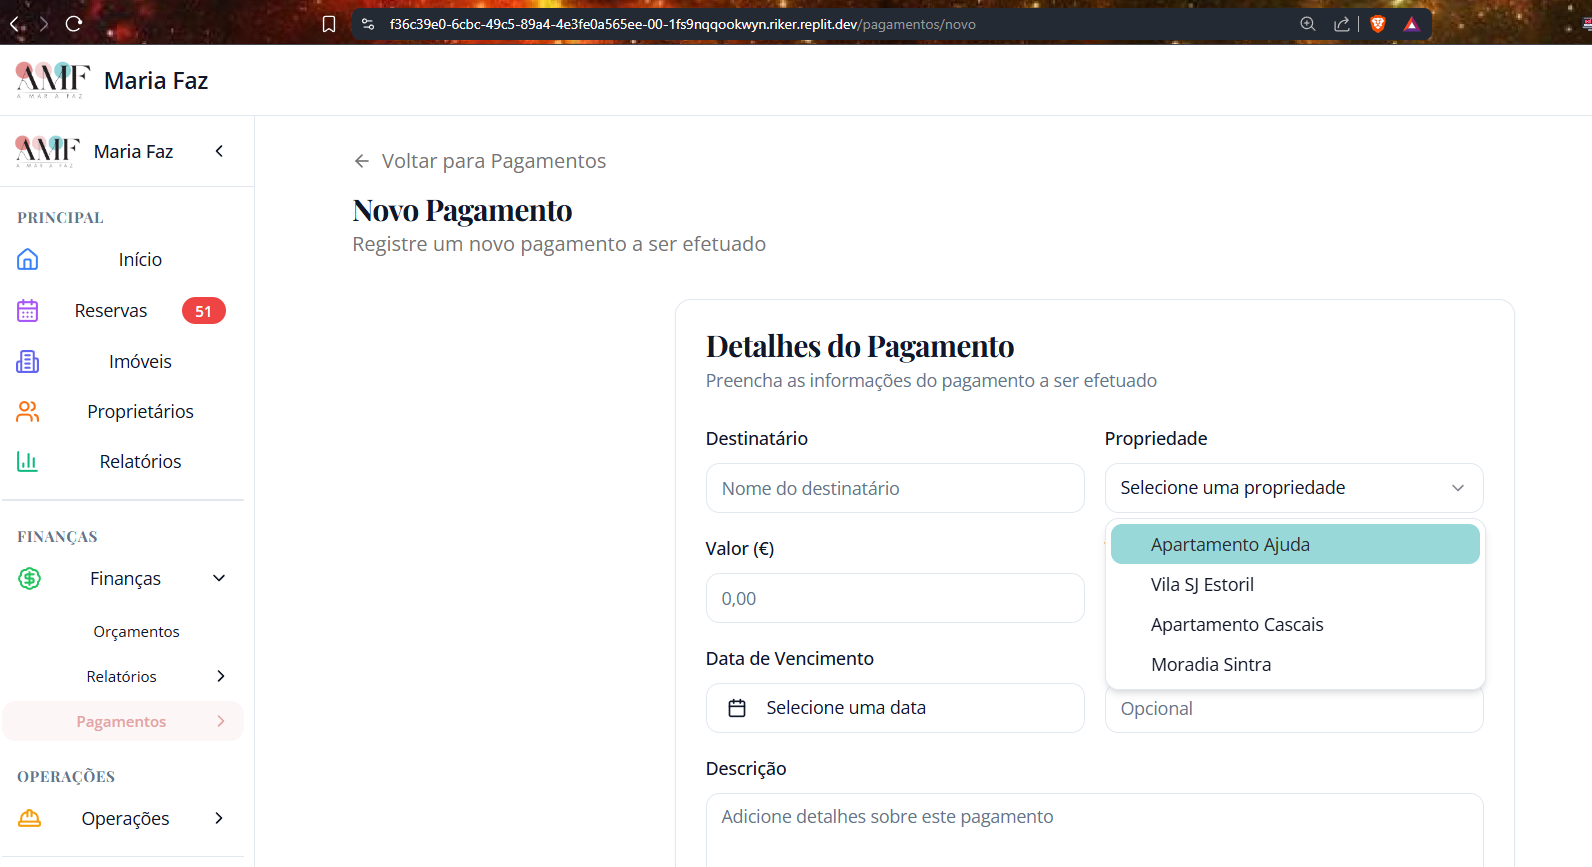 f36c39e0-6cbc-49c5-89a4-4e3fe0a565ee-00-1fs9nqqookwyn.riker.replit.dev/pagamentos/novo
AMF
A MAR A FAZ
Maria Faz
AMF
A MAR A FAZ
Maria Faz
PRINCIPAL
Início
Reservas
51
Imóveis
Proprietários
Relatórios
FINANÇAS
Finanças
Orçamentos
Relatórios
Pagamentos
OPERAÇÕES
Operações
Voltar para Pagamentos
Novo Pagamento
Registre um novo pagamento a ser efetuado
Detalhes do Pagamento
Preencha as informações do pagamento a ser efetuado
Destinatário
Nome do destinatário
Propriedade
Selecione uma propriedade
Apartamento Ajuda
Vila SJ Estoril
Apartamento Cascais
Moradia Sintra
Valor (€)
0,00
Data de Vencimento
Selecione uma data
Opcional
Descrição
Adicione detalhes sobre este pagamento